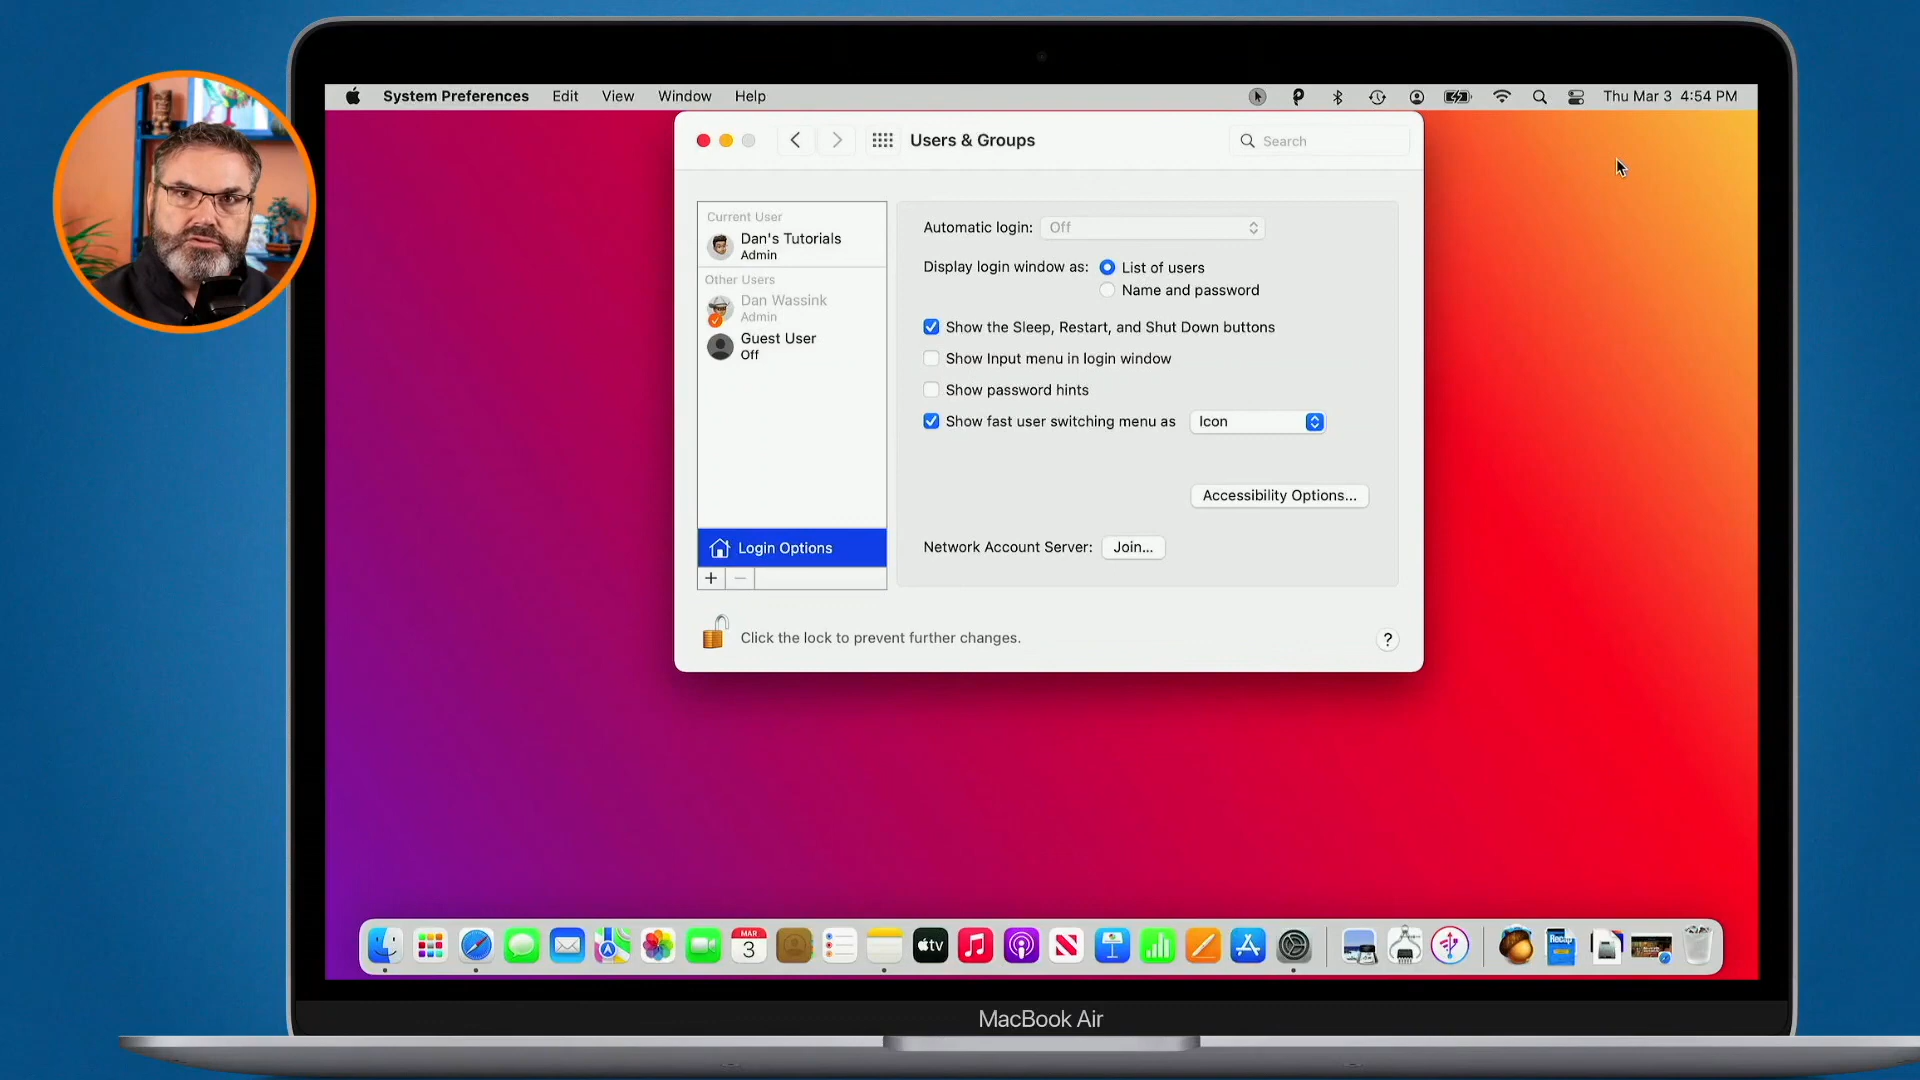 System Preferences Edit View Window Help Thu Mar 3 4:54 PM
Users & Groups
Search
Current User
Dan's Tutorials
Admin
Other Users
Dan Wassink
Admin
Guest User
Off
Login Options
+ −
Automatic login: Off
Display login window as: List of users
Name and password
Show the Sleep, Restart, and Shut Down buttons
Show Input menu in login window
Show password hints
Show fast user switching menu as Icon
Accessibility Options...
Network Account Server: Join...
Click the lock to prevent further changes.
?
MAR
3
tv
Recap
MacBook Air